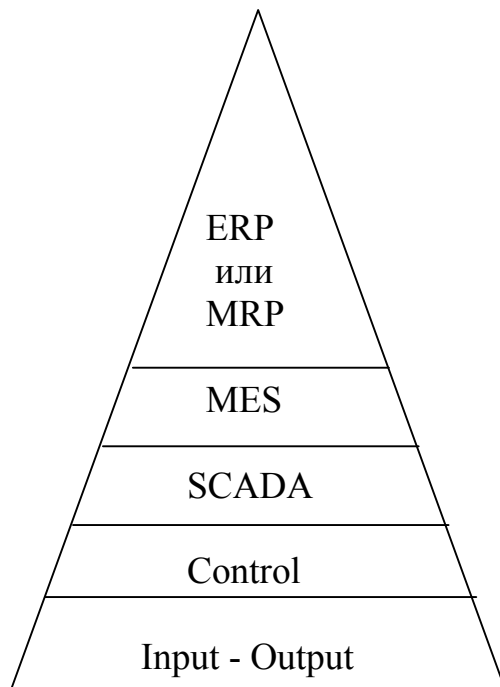 ERP
или
MRP
MES
SCADA
Control
Input - Output